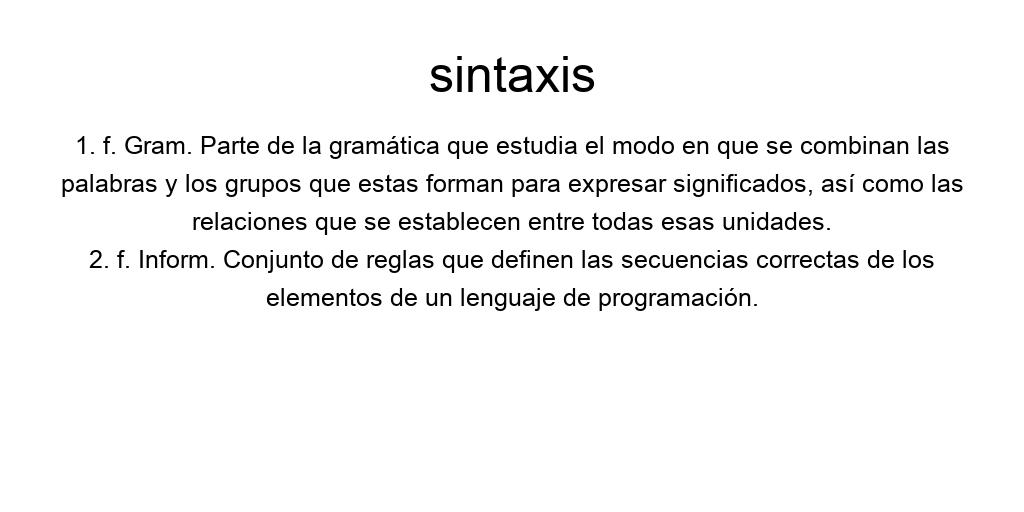 sintaxis
1. f. Gram. Parte de la gramática que estudia el modo en que se combinan las
palabras y los grupos que estas forman para expresar significados, así como las
relaciones que se establecen entre todas esas unidades.
2. f. Inform. Conjunto de reglas que definen las secuencias correctas de los
elementos de un lenguaje de programación.